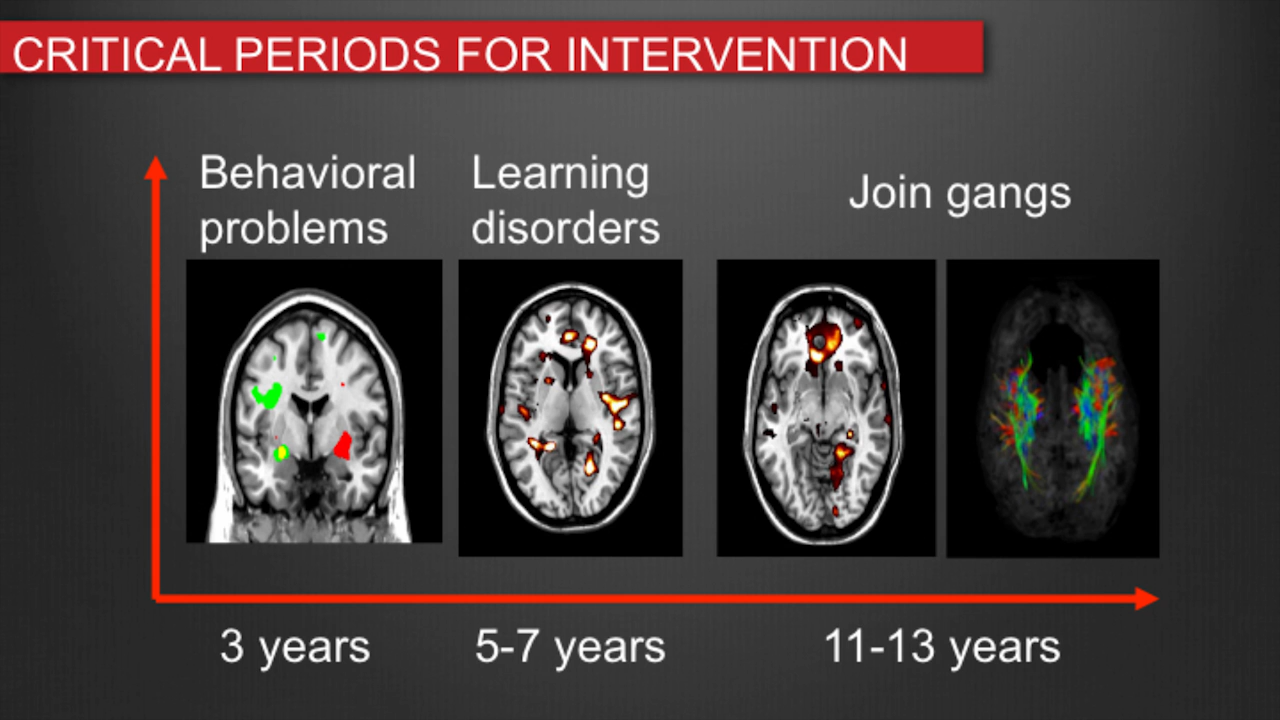 CRITICAL PERIODS FOR INTERVENTION
Behavioral
problems
Learning
disorders
Join gangs
3 years
5-7 years
11-13 years